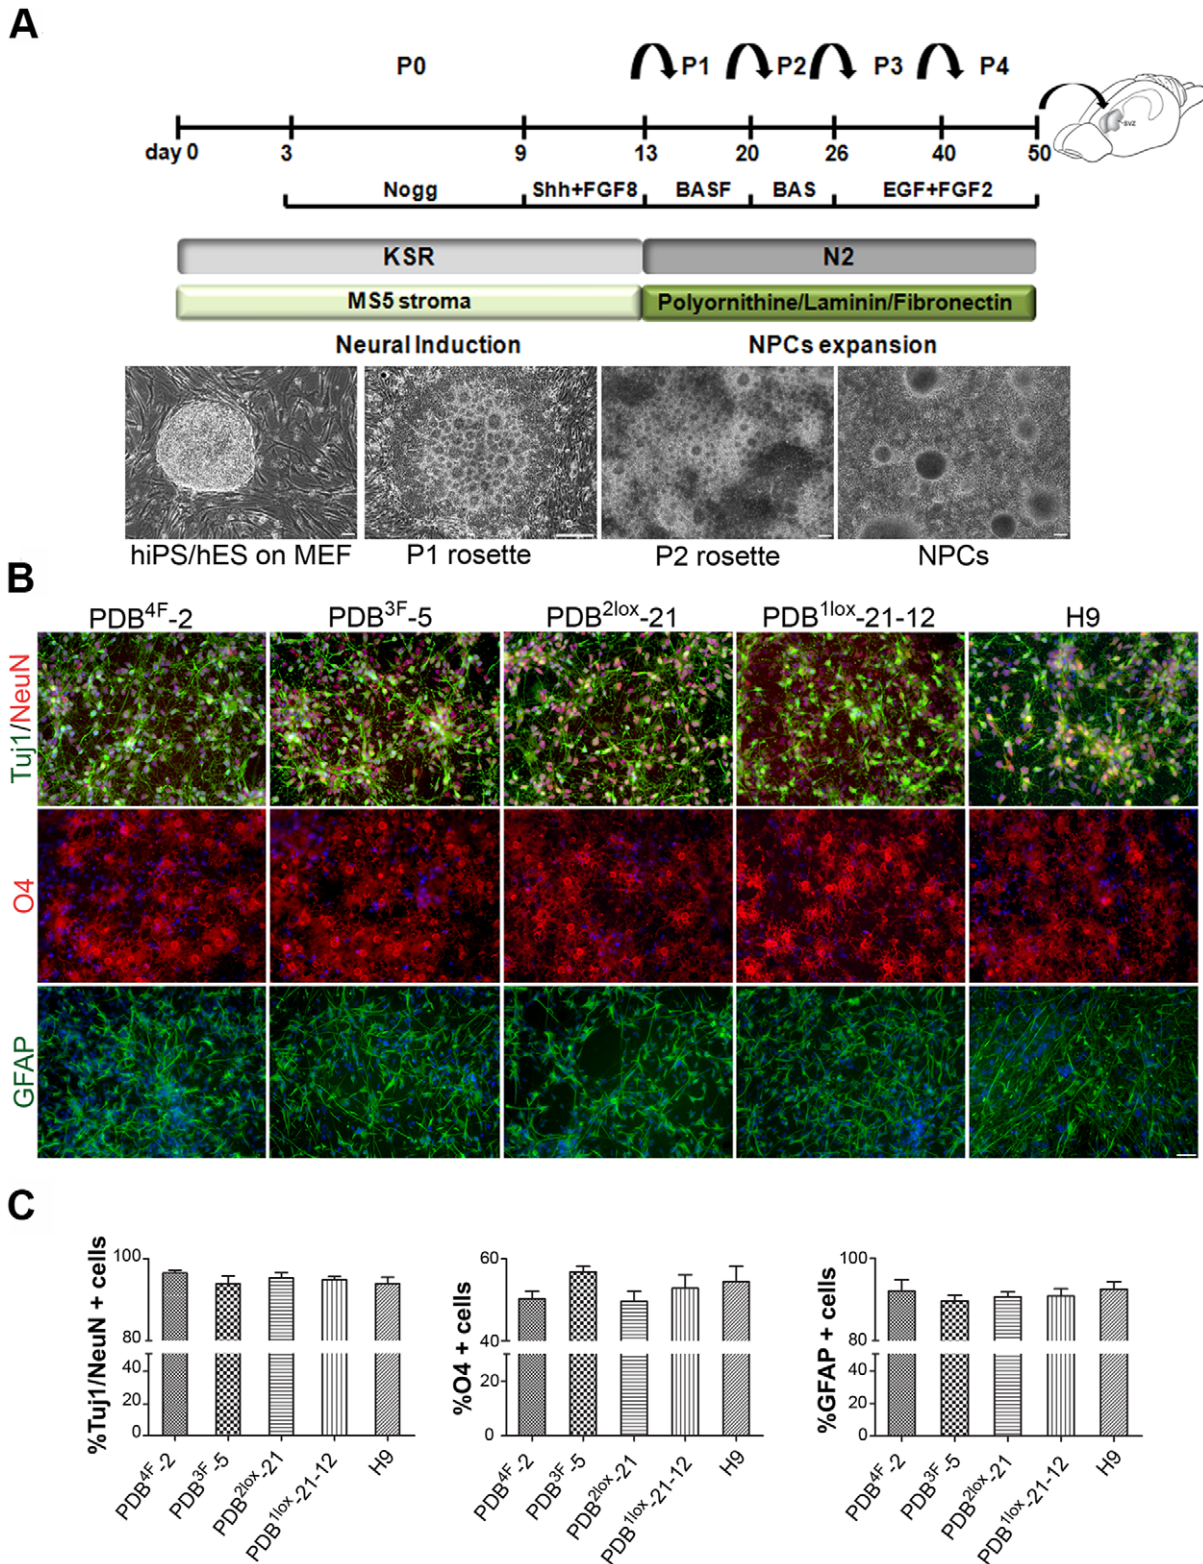 A
P0 P1 P2 P3 P4
SVZ
day 0 3 9 13 20 26 40 50
Nogg Shh+FGF8 BASF BAS EGF+FGF2
KSR N2
MS5 stroma Polyornithine/Laminin/Fibronectin
Neural Induction NPCs expansion
hiPS/hES on MEF P1 rosette P2 rosette NPCs
B
PDB4F-2 PDB3F-5 PDB2lox-21 PDB1lox-21-12 H9
Tuj1/NeuN
O4
GFAP
C
%Tuj1/NeuN + cells
100
80
40
20
0
PDB4F-2 PDB3F-5 PDB2lox-21 PDB1lox-21-12 H9
%O4 + cells
60
40
20
0
PDB4F-2 PDB3F-5 PDB2lox-21 PDB1lox-21-12 H9
%GFAP + cells
100
80
40
20
0
PDB4F-2 PDB3F-5 PDB2lox-21 PDB1lox-21-12 H9